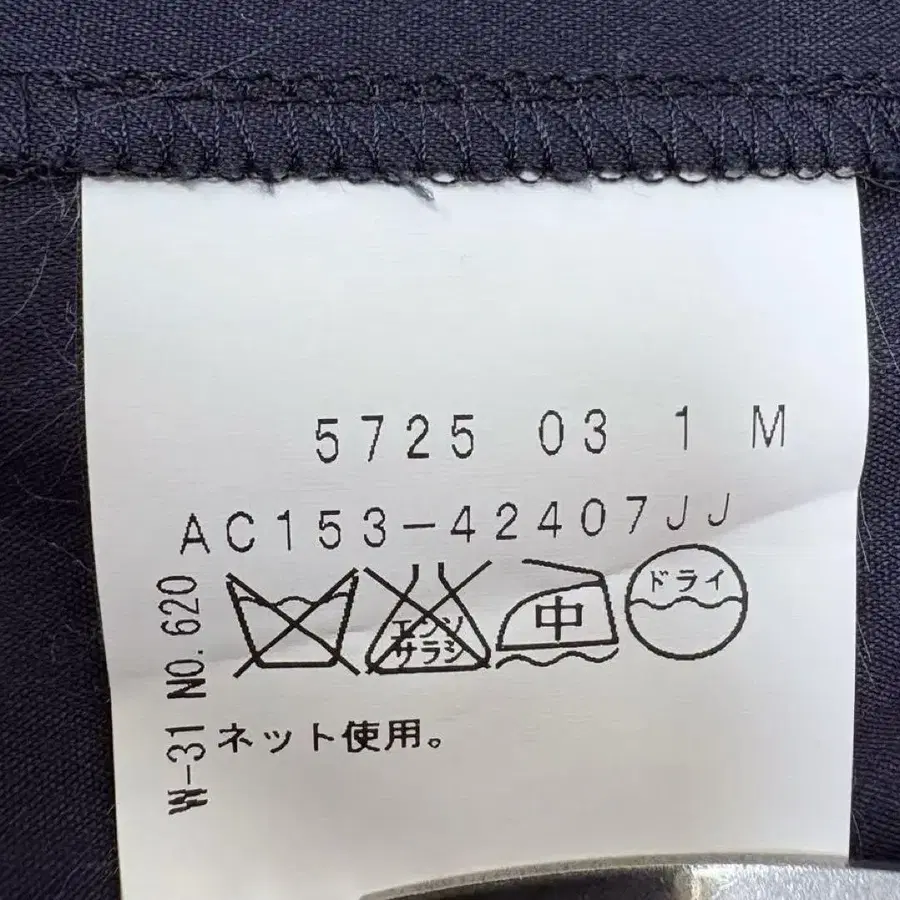 5725 03 1 M
AC153-42407JJ
エンソ
サラシ
中
ドライ
W-31 NO.620
ネット使用。